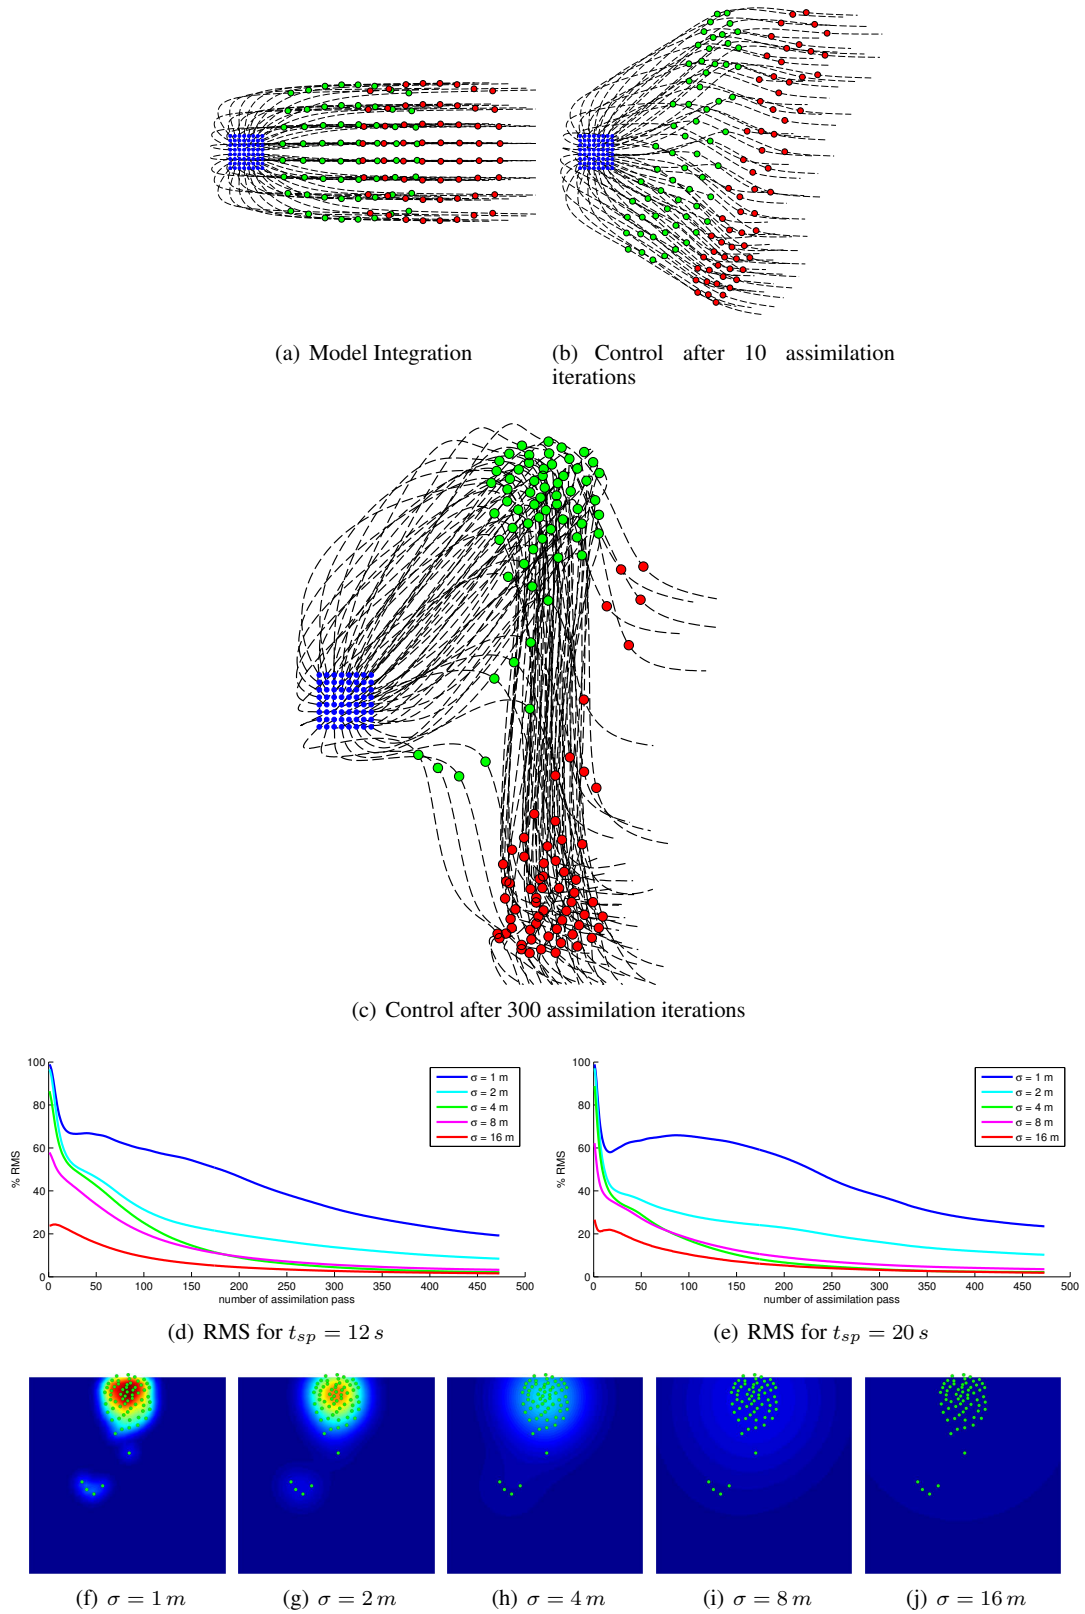 (a) Model Integration
(b) Control after 10 assimilation
iterations
(c) Control after 300 assimilation iterations
100
80
60
40
20
0
% RMS
0 50 100 150 200 250 300 350 400 450 500
number of assimilation pass
σ = 1 m
σ = 2 m
σ = 4 m
σ = 8 m
σ = 16 m
(d) RMS for t_{sp} = 12 s
100
80
60
40
20
0
% RMS
0 50 100 150 200 250 300 350 400 450 500
number of assimilation pass
σ = 1 m
σ = 2 m
σ = 4 m
σ = 8 m
σ = 16 m
(e) RMS for t_{sp} = 20 s
(f) σ = 1 m
(g) σ = 2 m
(h) σ = 4 m
(i) σ = 8 m
(j) σ = 16 m